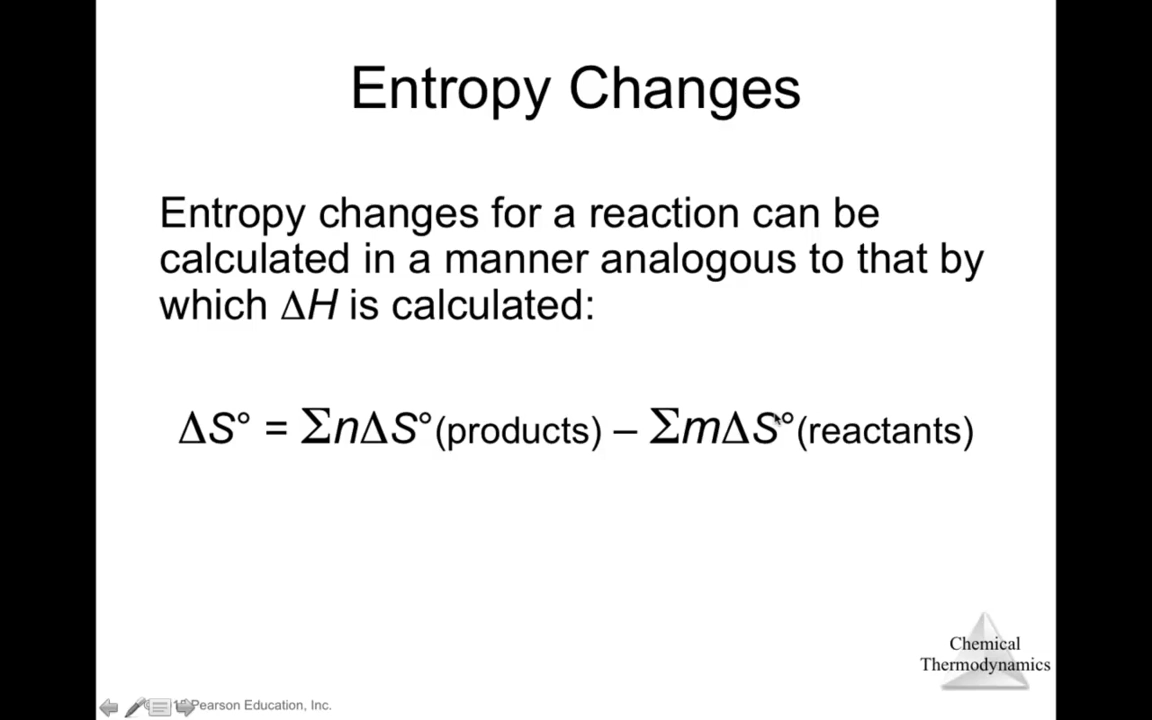 Entropy Changes
Entropy changes for a reaction can be
calculated in a manner analogous to that by
which ΔH is calculated:
ΔS° = ΣnΔS°(products) – ΣmΔS°(reactants)
Chemical
Thermodynamics
Pearson Education, Inc.